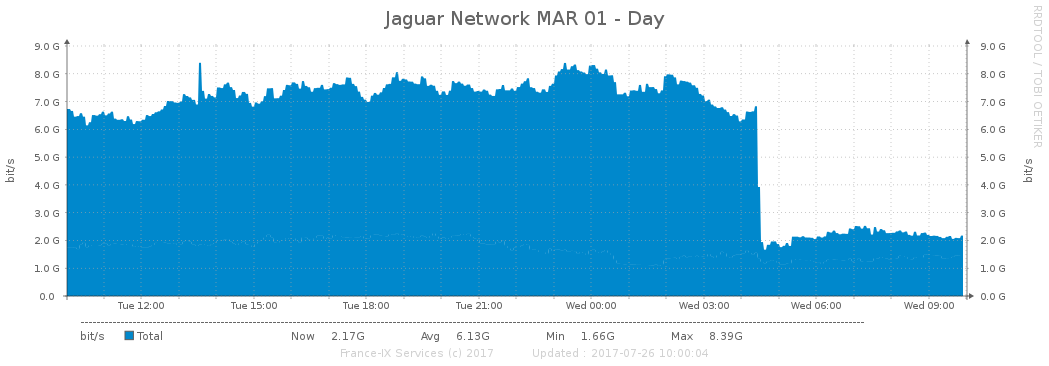 Jaguar Network MAR 01 - Day
RRDTOOL / TOBI OETIKER
9.0 G 9.0 G
8.0 G 8.0 G
7.0 G 7.0 G
6.0 G 6.0 G
5.0 G 5.0 G
4.0 G 4.0 G
3.0 G 3.0 G
2.0 G 2.0 G
1.0 G 1.0 G
0.0 0.0 G
bit/s
bit/s
Tue 12:00 Tue 15:00 Tue 18:00 Tue 21:00 Wed 00:00 Wed 03:00 Wed 06:00 Wed 09:00
bit/s Total Now 2.17G Avg 6.13G Min 1.66G Max 8.39G
France-IX Services (c) 2017 Updated : 2017-07-26 10:00:04